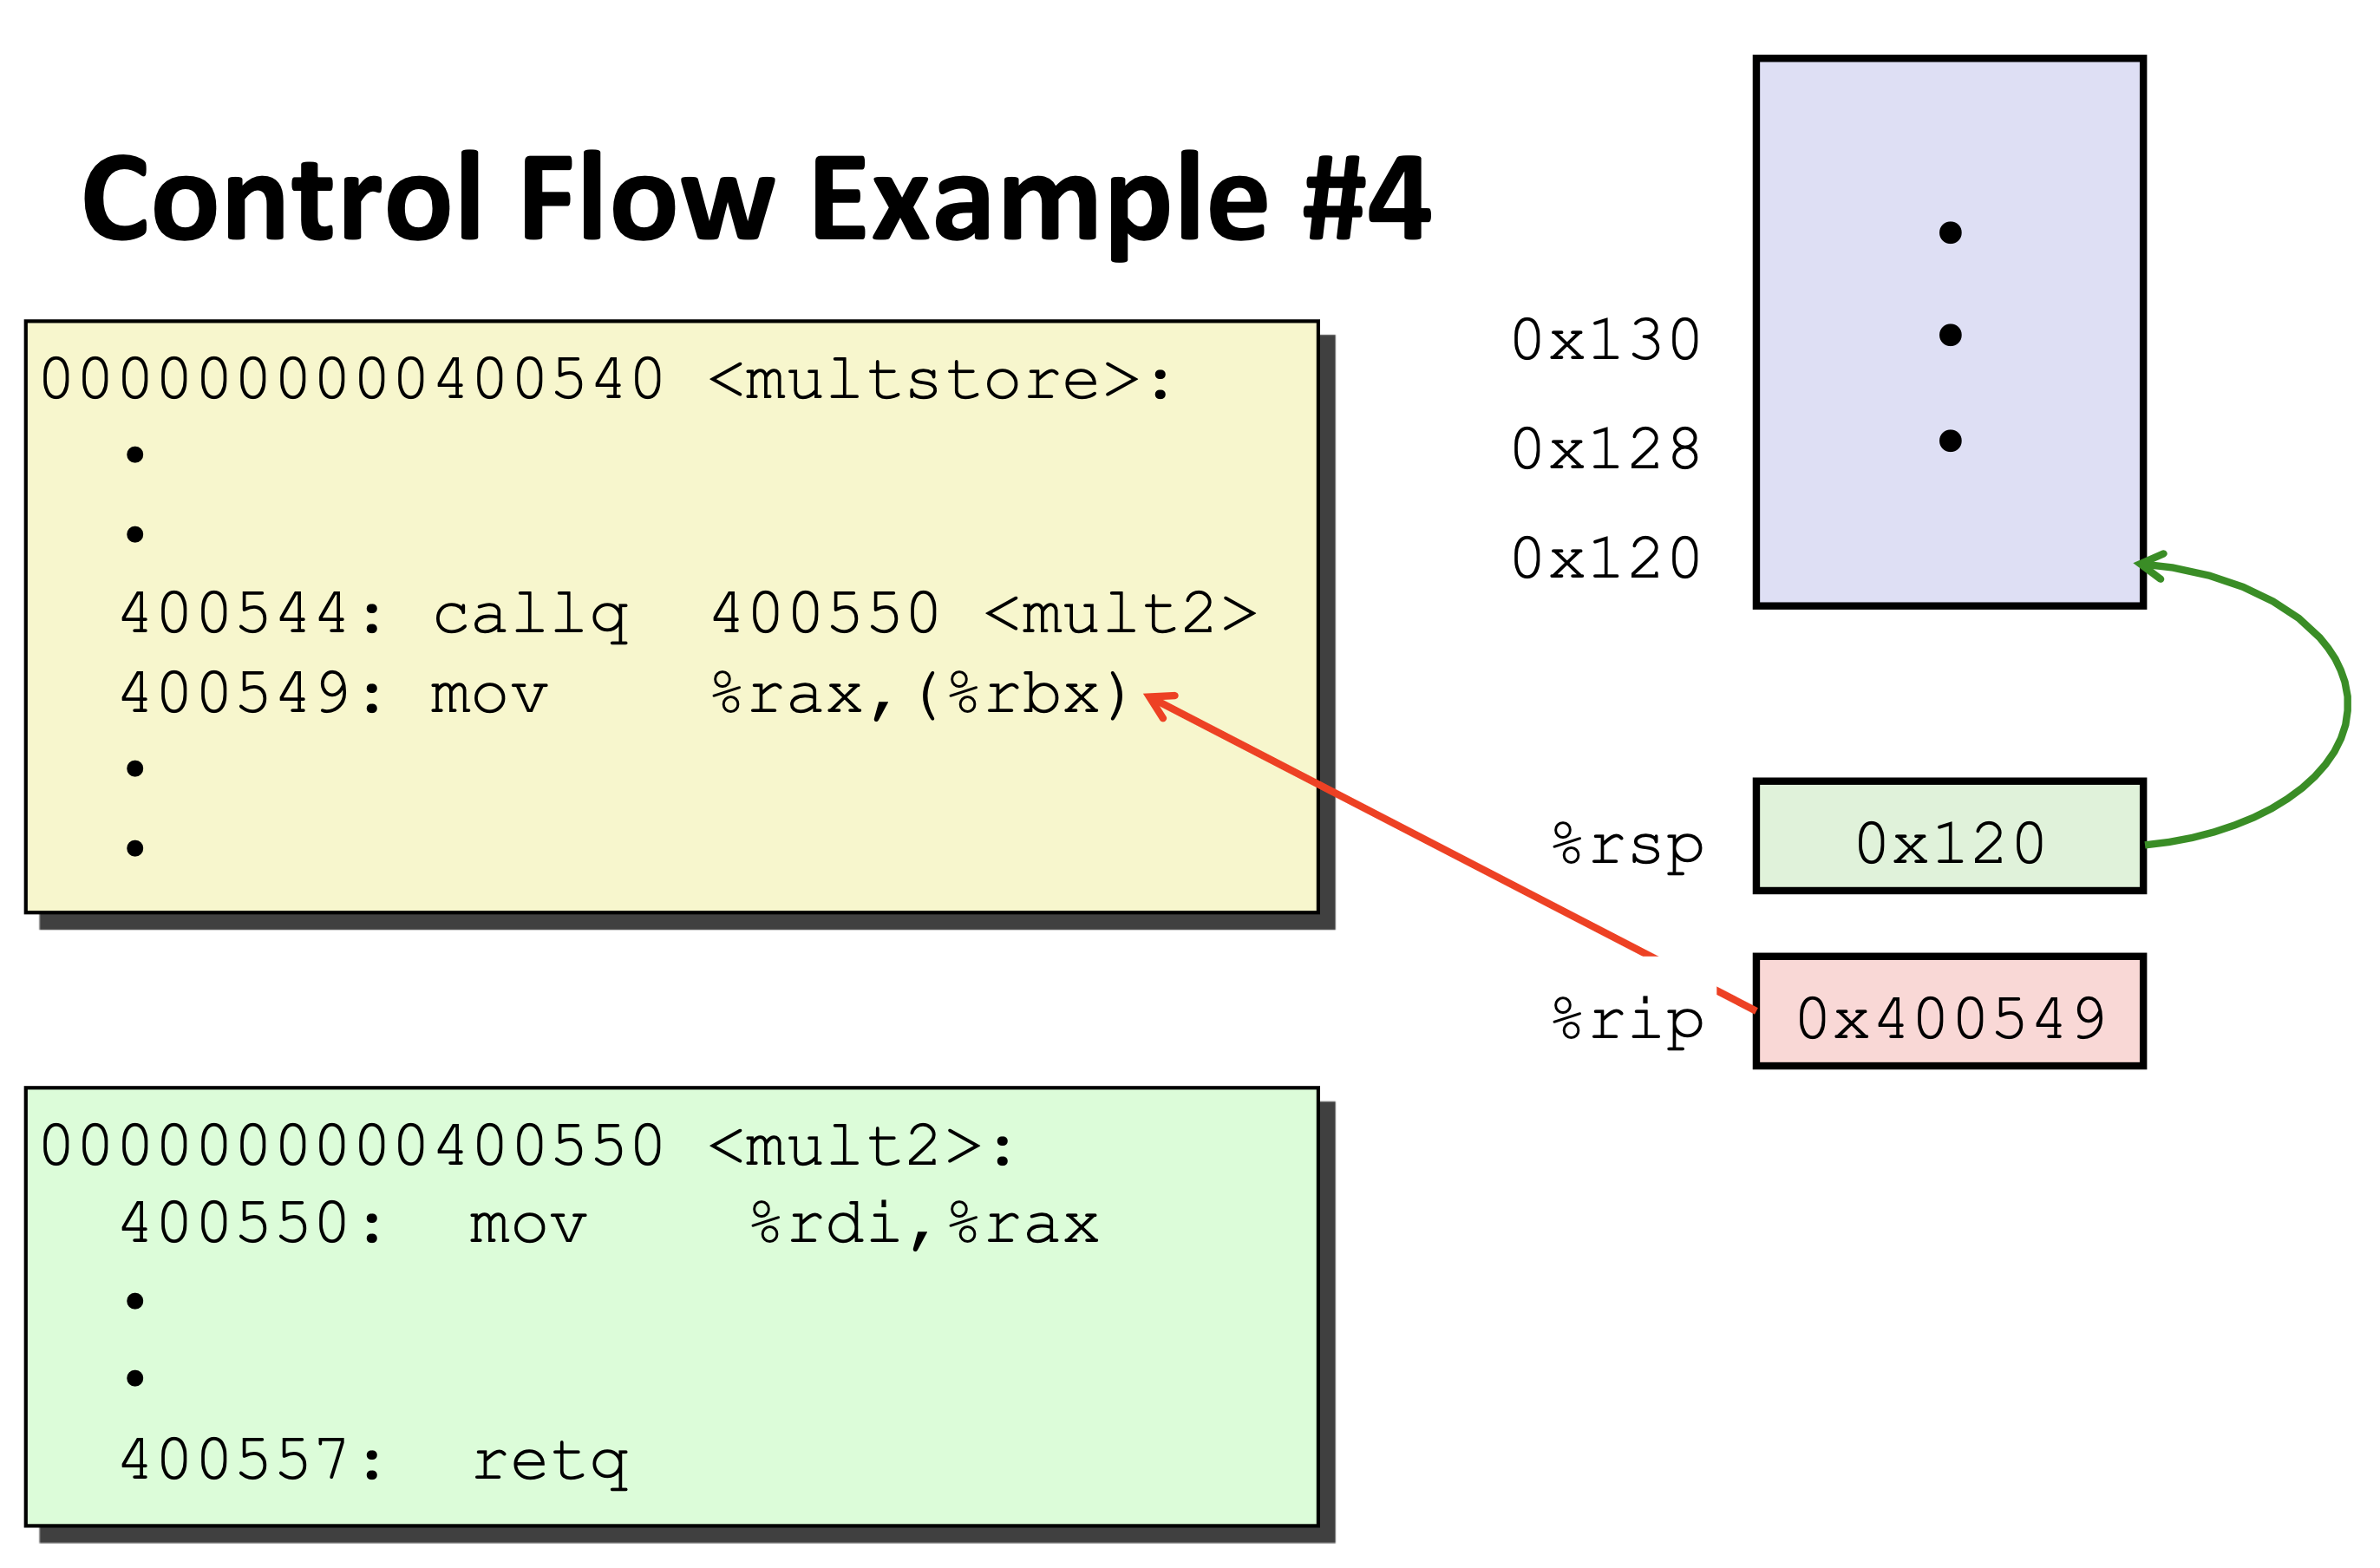 Control Flow Example #4
0000000000400540 <multstore>:
•
•
400544: callq  400550 <mult2>
400549: mov    %rax,(%rbx)
•
•
0000000000400550 <mult2>:
400550:  mov    %rdi,%rax
•
•
400557:  retq
•
0x130
•
0x128
•
0x120
%rsp
0x120
%rip
0x400549